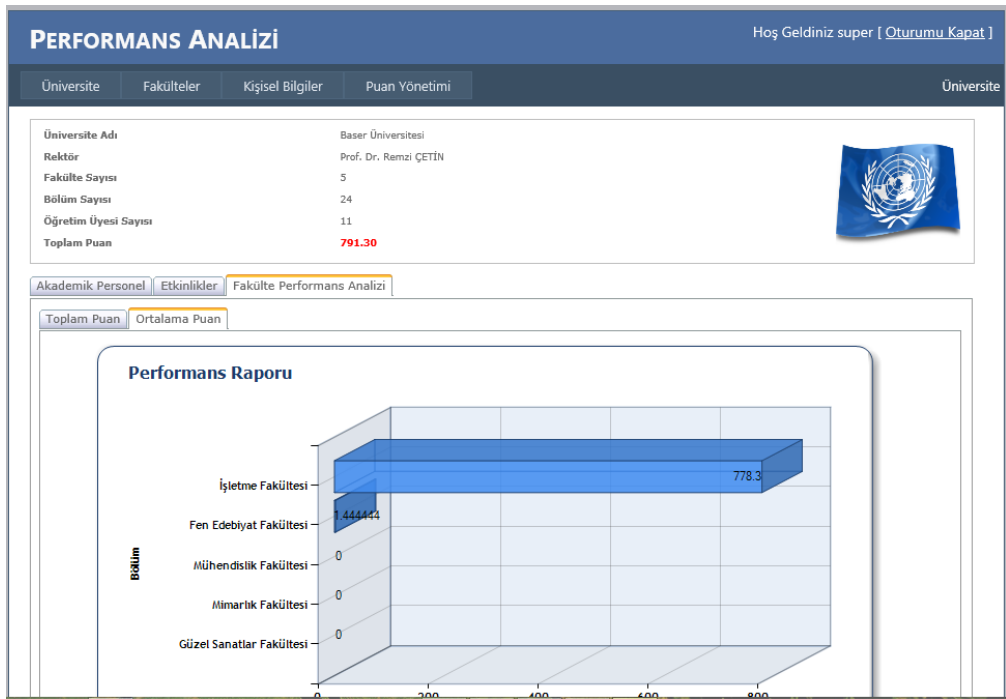 PERFORMANS ANALİZİ
Hoş Geldiniz super [ Oturumu Kapat ]
Üniversite Fakülteler Kişisel Bilgiler Puan Yönetimi Üniversite
Üniversite Adı Baser Üniversitesi
Rektör Prof. Dr. Remzi ÇETİN
Fakülte Sayısı 5
Bölüm Sayısı 24
Öğretim Üyesi Sayısı 11
Toplam Puan 791.30
Akademik Personel Etkinlikler Fakülte Performans Analizi
Toplam Puan Ortalama Puan
Performans Raporu
İşletme Fakültesi 778.3
Fen Edebiyat Fakültesi 1.444444
Mühendislik Fakültesi 0
Mimarlık Fakültesi 0
Güzel Sanatlar Fakültesi 0
Bölüm
0 200 400 600 800